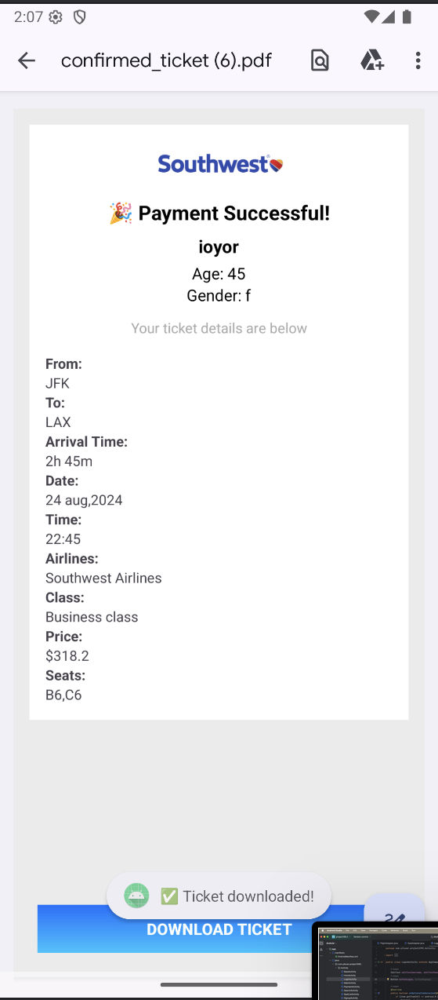 2:07
confirmed_ticket (6).pdf
Southwest®
🎉 Payment Successful!
ioyor
Age: 45
Gender: f
Your ticket details are below
From:
JFK
To:
LAX
Arrival Time:
2h 45m
Date:
24 aug,2024
Time:
22:45
Airlines:
Southwest Airlines
Class:
Business class
Price:
$318.2
Seats:
B6,C6
✅ Ticket downloaded!
DOWNLOAD TICKET